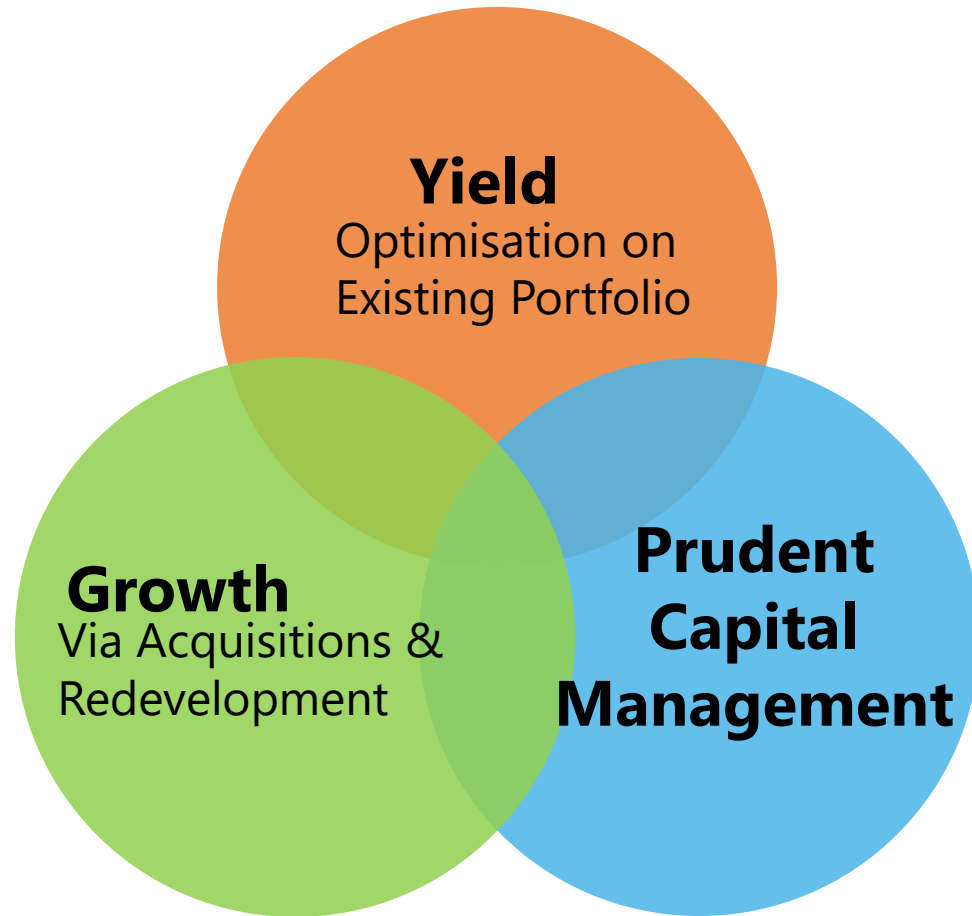 Yield
Optimisation on
Existing Portfolio
Growth
Via Acquisitions &
Redevelopment
Prudent
Capital
Management